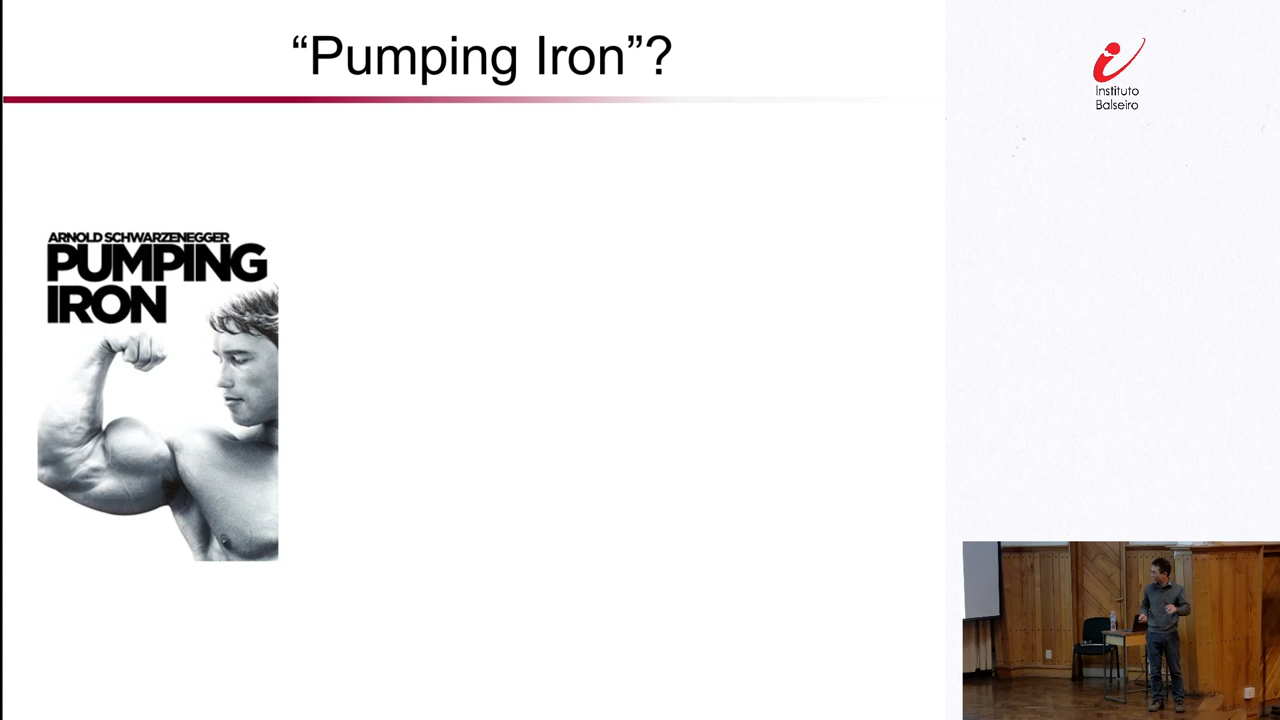 “Pumping Iron”?
Instituto
Balseiro
ARNOLD SCHWARZENEGGER
PUMPING
IRON